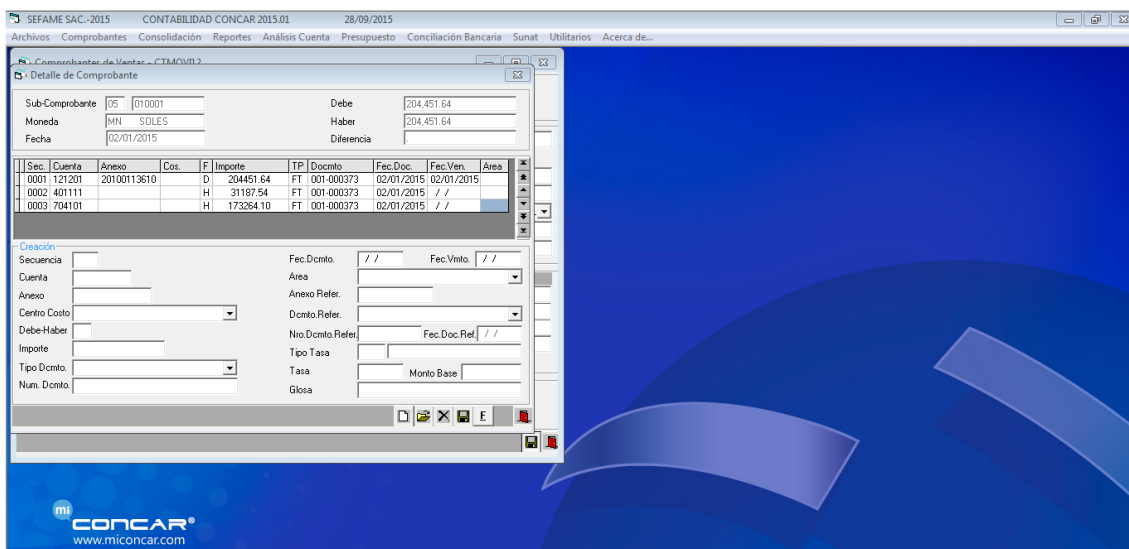 SEFAME SAC.-2015 CONTABILIDAD CONCAR 2015.01 28/09/2015
Archivos Comprobantes Consolidación Reportes Análisis Cuenta Presupuesto Conciliación Bancaria Sunat Utilitarios Acerca de...
Comprobantes de Ventas - CTMOVI12
Detalle de Comprobante
Sub-Comprobante 05 010001 Debe 204,451.64
Moneda MN SOLES Haber 204,451.64
Fecha 02/01/2015 Diferencia .
Sec. Cuenta Anexo Cos. F Importe TP Docmto Fec.Doc. Fec.Ven. Area
0001 121201 20100113610 D 204451.64 FT 001-000373 02/01/2015 02/01/2015
0002 401111 H 31187.54 FT 001-000373 02/01/2015 / /
0003 704101 H 173264.10 FT 001-000373 02/01/2015 / /
Creación
Secuencia Fec.Dcmto. / / Fec.Vmto. / /
Cuenta Area
Anexo Anexo Refer.
Centro Costo Dcmto.Refer.
Debe-Haber Nro.Dcmto.Refer. Fec.Doc.Ref. / /
Importe Tipo Tasa
Tipo Dcmto. Tasa Monto Base
Num. Dcmto. Glosa
E
mi
CONCAR®
www.miconcar.com